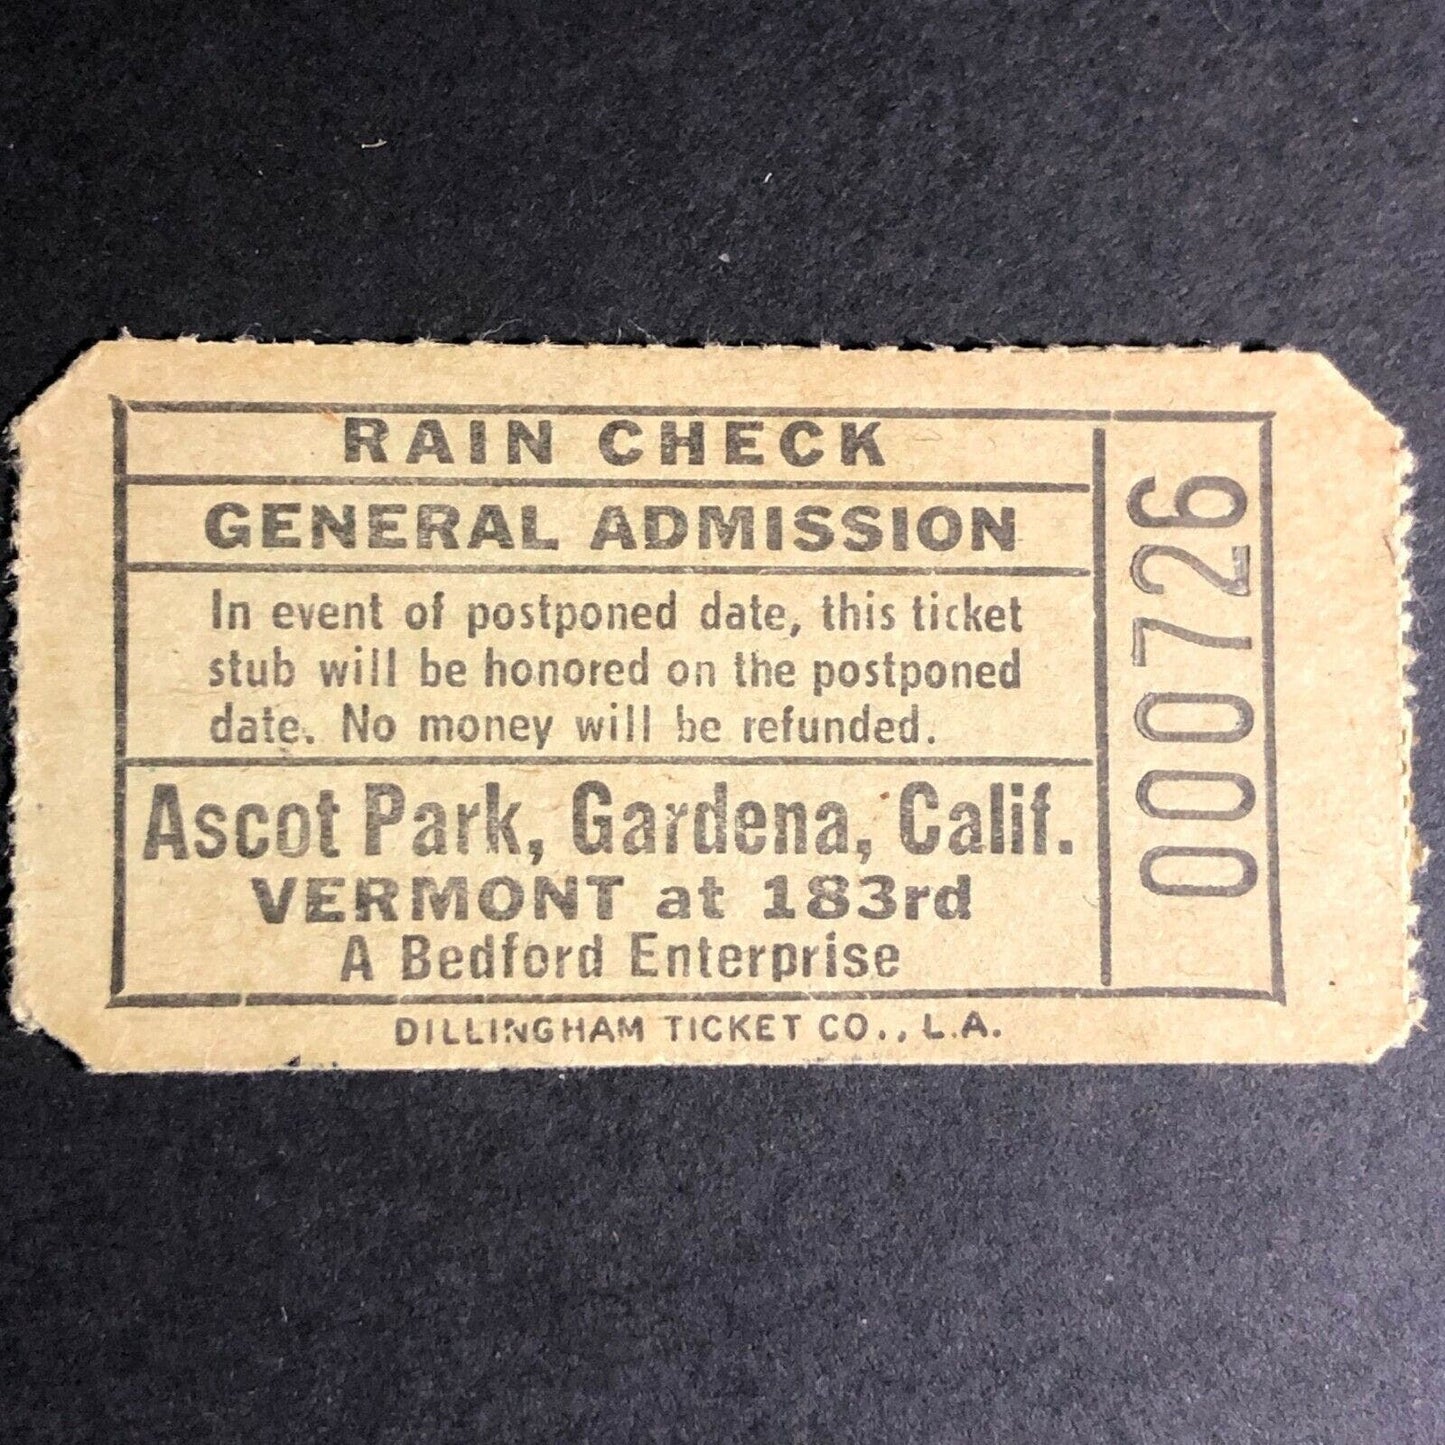 RAIN CHECK
GENERAL ADMISSION
In event of postponed date, this ticket
stub will be honored on the postponed
date. No money will be refunded.
Ascot Park, Gardena, Calif.
VERMONT at 183rd
A Bedford Enterprise
DILLINGHAM TICKET CO., L.A.
000726